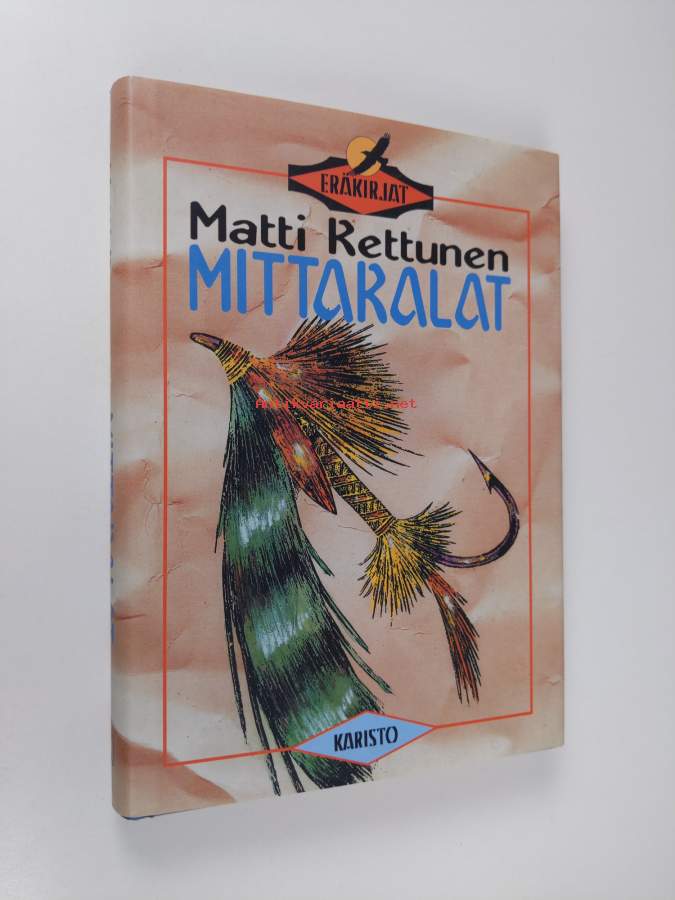 ERÄKIRJAT
Matti Kettunen
MITTAKALAT
Antikvariaatti.net
KARISTO